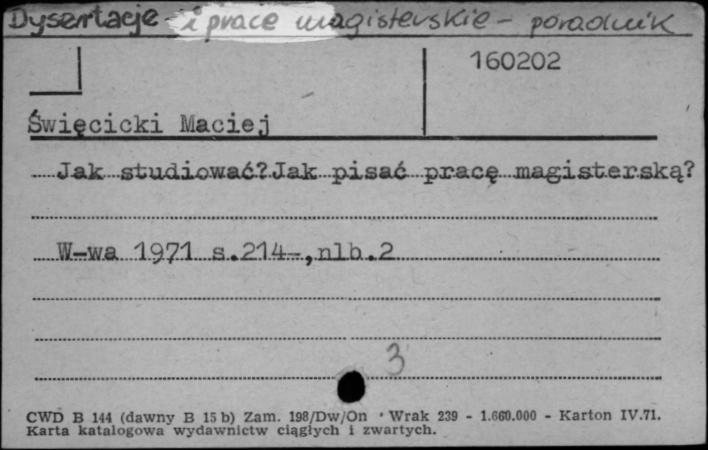 Dysertacje i prace magisterskie - poradnik
160202
Święcicki Maciej
Jak studiować?Jak pisać pracę magisterską?
W-wa 1971 s.214-,nlb.2
3
CWD B 144 (dawny B 15 b) Zam. 198/Dw/On Wrak 239 - 1.660.000 - Karton IV.71.
Karta katalogowa wydawnictw ciągłych i zwartych.